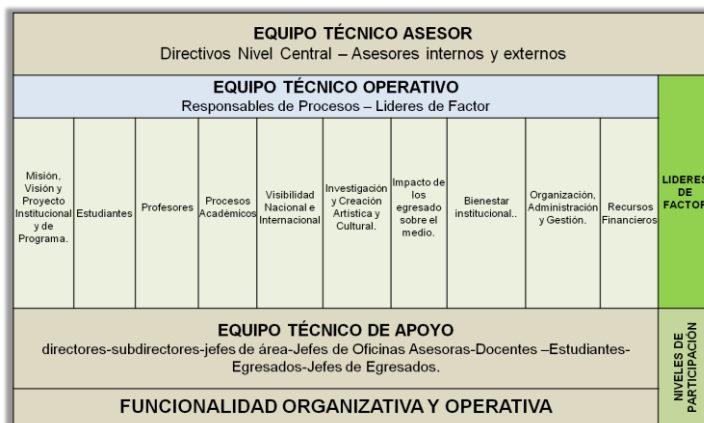 EQUIPO TÉCNICO ASESOR
Directivos Nivel Central – Asesores internos y externos
EQUIPO TÉCNICO OPERATIVO
Responsables de Procesos – Lideres de Factor
Misión,
Visión y
Proyecto
Institucional
y de
Programa.
Estudiantes
Profesores
Procesos
Académicos
Visibilidad
Nacional e
Internacional
Investigación
y Creación
Artística y
Cultural.
Impacto de
los
egresado
sobre el
medio.
Bienestar
institucional..
Organización,
Administración
y Gestión.
Recursos
Financieros
LIDERES
DE
FACTOR
EQUIPO TÉCNICO DE APOYO
directores-subdirectores-jefes de área-Jefes de Oficinas Asesoras-Docentes –Estudiantes-
Egresados-Jefes de Egresados.
NIVELES DE
PARTICIPACIÓN
FUNCIONALIDAD ORGANIZATIVA Y OPERATIVA